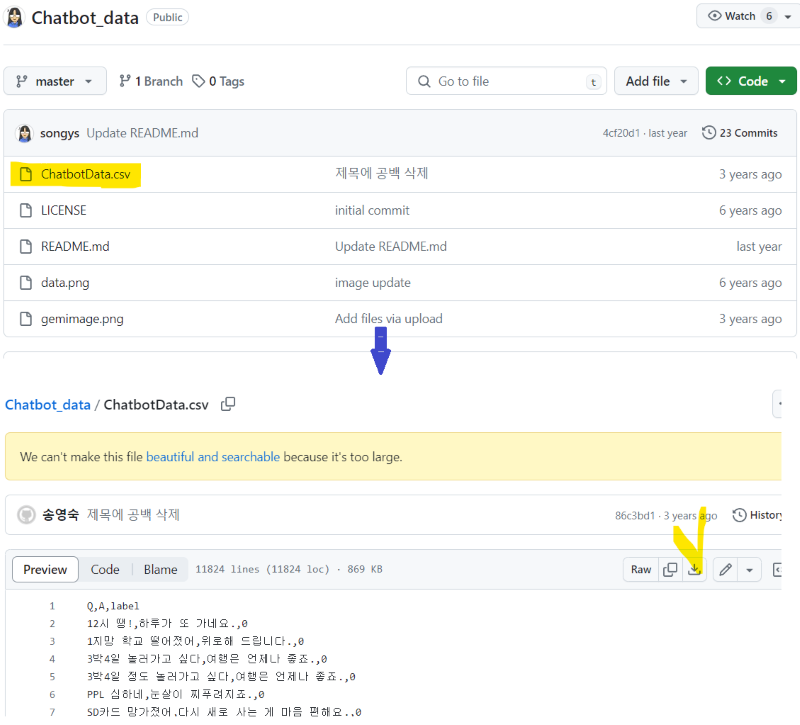 Chatbot_data Public
Watch 6
master 1 Branch 0 Tags Go to file t Add file Code
songys Update README.md 4cf20d1 · last year 23 Commits
ChatbotData.csv 제목에 공백 삭제 3 years ago
LICENSE initial commit 6 years ago
README.md Update README.md last year
data.png image update 6 years ago
gemimage.png Add files via upload 3 years ago
Chatbot_data / ChatbotData.csv
We can't make this file beautiful and searchable because it's too large.
송영숙 제목에 공백 삭제 86c3bd1 · 3 years ago History
Preview Code Blame 11824 lines (11824 loc) · 869 KB Raw
1 Q,A,label
2 12시 땡!,하루가 또 가네요.,0
3 1지망 학교 떨어졌어,위로해 드립니다.,0
4 3박4일 놀러가고 싶다,여행은 언제나 좋죠.,0
5 3박4일 정도 놀러가고 싶다,여행은 언제나 좋죠.,0
6 PPL 심하네,눈살이 찌푸려지죠.,0
7 SD카드 망가졌어,다시 새로 사는 게 마음 편해요.,0